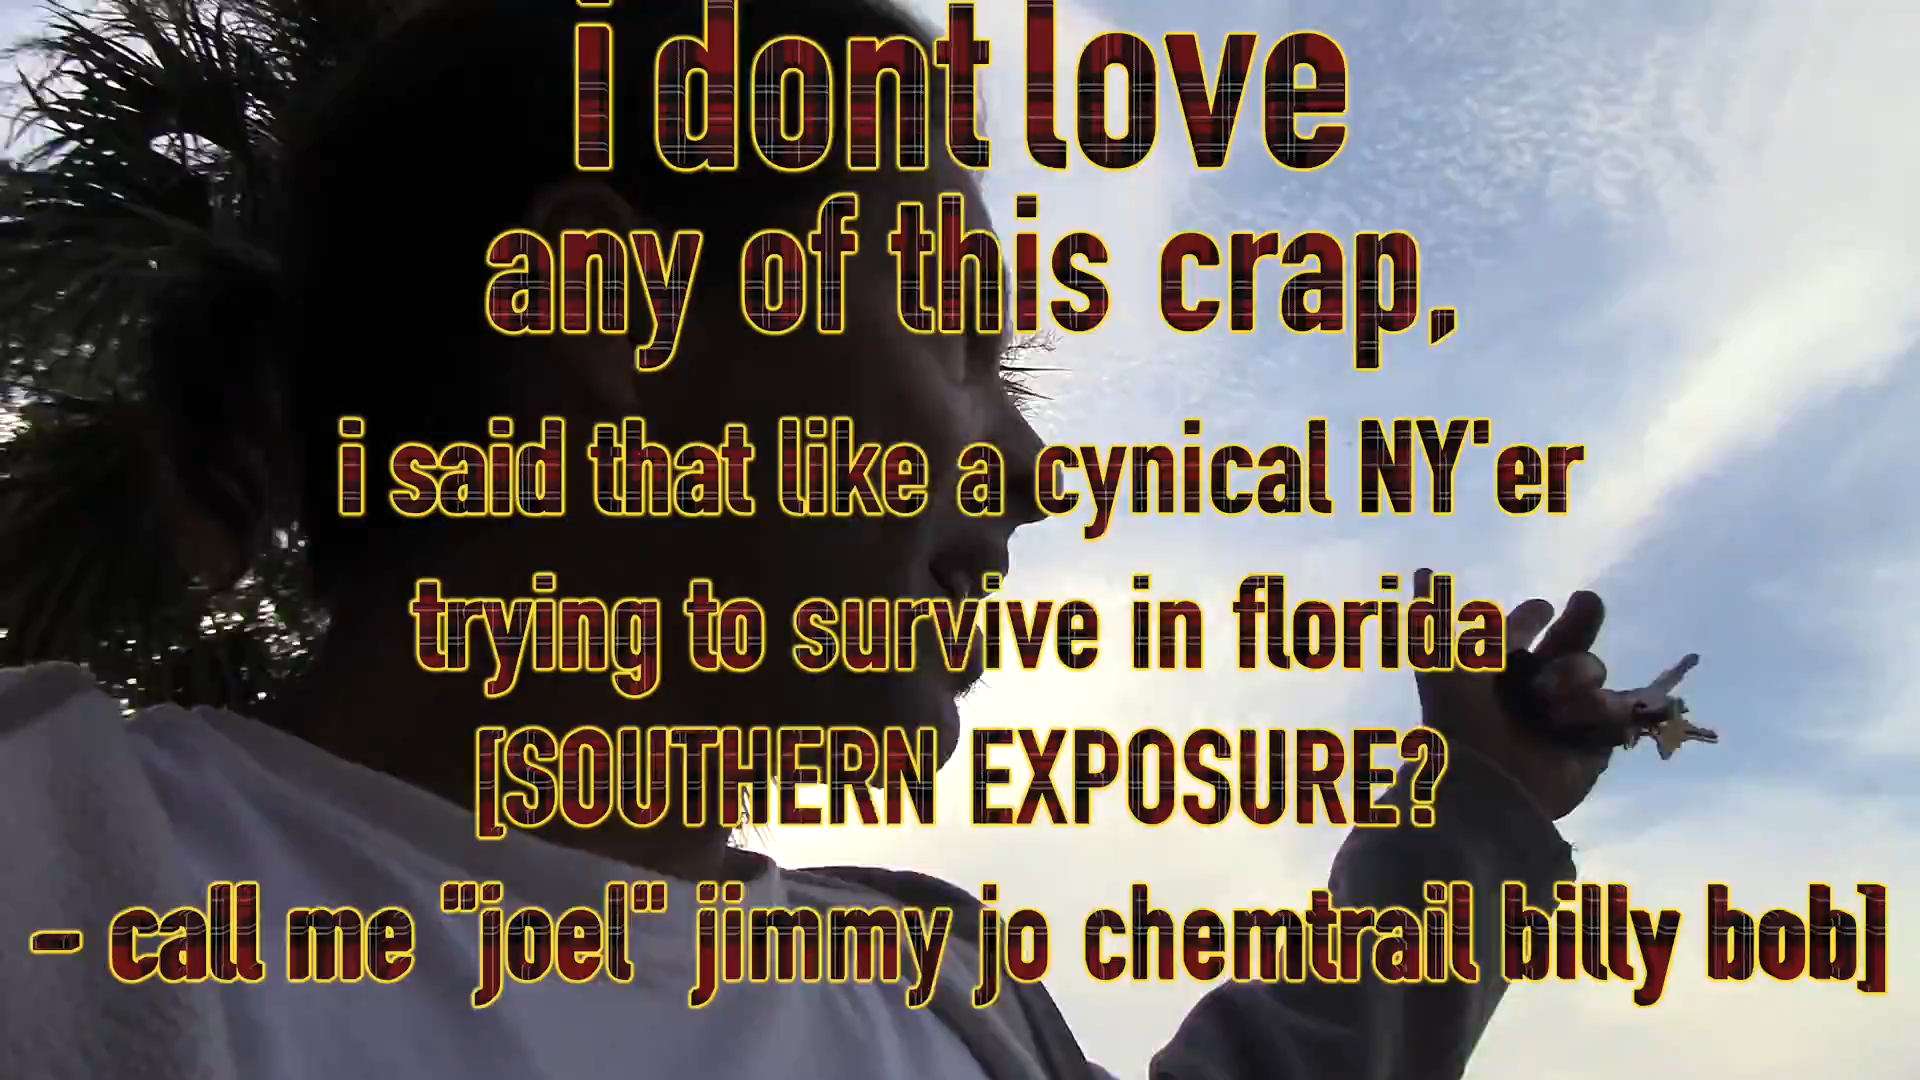 i dont love
any of this crap,
i said that like a cynical NY'er
trying to survive in florida
[SOUTHERN EXPOSURE?
- call me "joel" jimmy jo chemtrail billy bob]